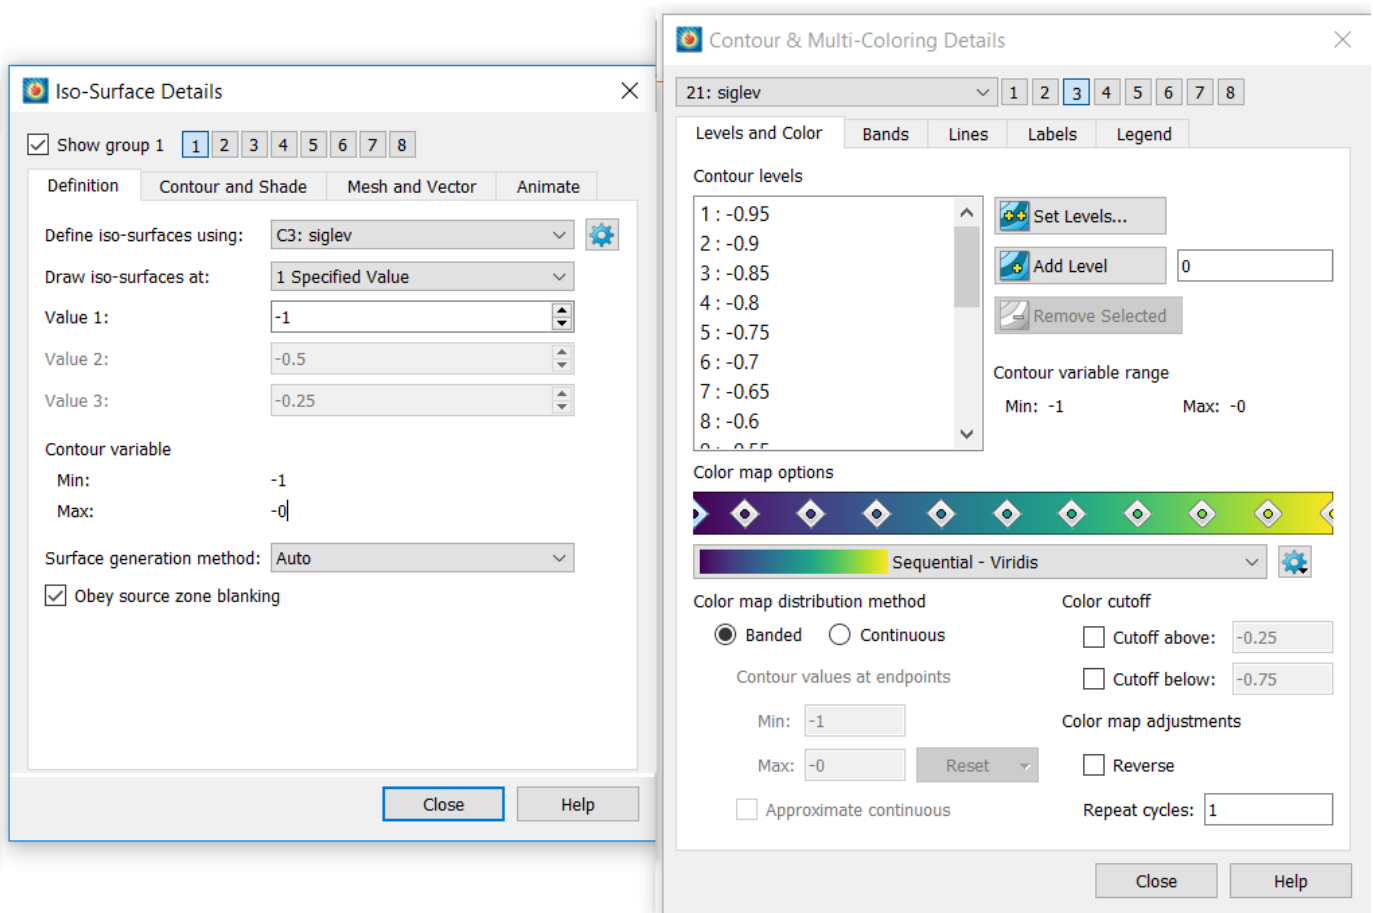 Iso-Surface Details
Show group 1 1 2 3 4 5 6 7 8
Definition Contour and Shade Mesh and Vector Animate
Define iso-surfaces using: C3: siglev
Draw iso-surfaces at: 1 Specified Value
Value 1: -1
Value 2: -0.5
Value 3: -0.25
Contour variable
Min: -1
Max: -0
Surface generation method: Auto
Obey source zone blanking
Close Help
Contour & Multi-Coloring Details
21: siglev 1 2 3 4 5 6 7 8
Levels and Color Bands Lines Labels Legend
Contour levels
1 : -0.95
2 : -0.9
3 : -0.85
4 : -0.8
5 : -0.75
6 : -0.7
7 : -0.65
8 : -0.6
Set Levels...
Add Level 0
Remove Selected
Contour variable range
Min: -1 Max: -0
Color map options
Sequential - Viridis
Color map distribution method
Banded Continuous
Contour values at endpoints
Min: -1
Max: -0 Reset
Approximate continuous
Color cutoff
Cutoff above: -0.25
Cutoff below: -0.75
Color map adjustments
Reverse
Repeat cycles: 1
Close Help